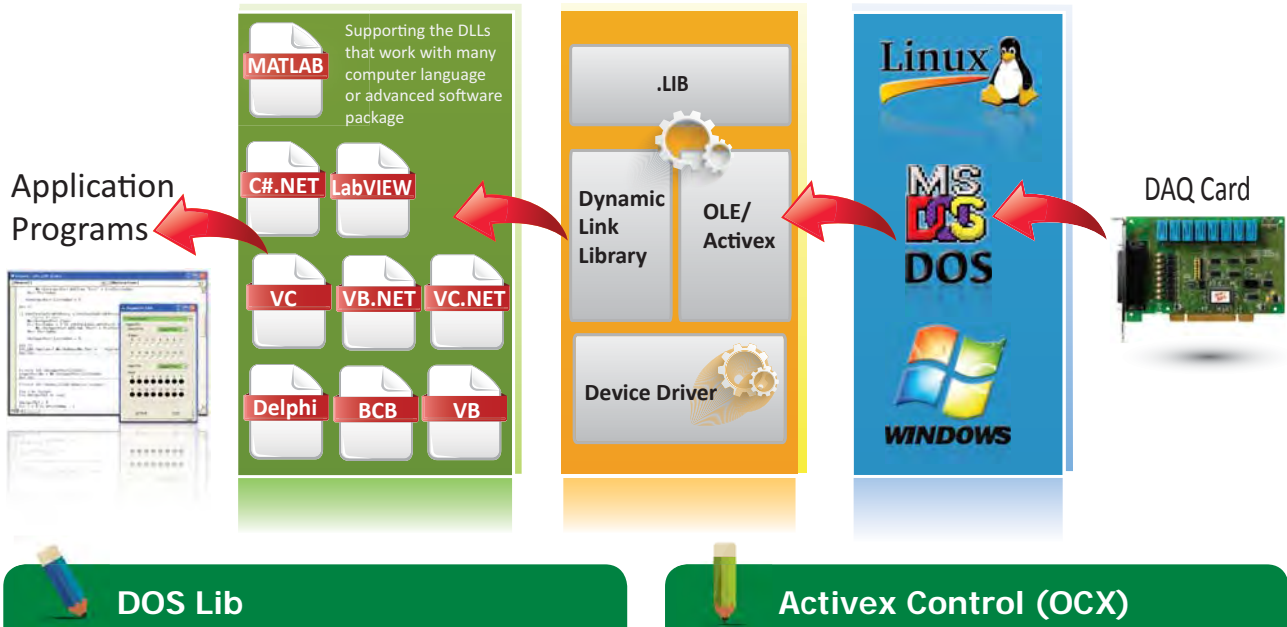 Supporting the DLLs
that work with many
computer language
or advanced software
package
MATLAB
C#.NET
LabVIEW
VC
VB.NET
VC.NET
Delphi
BCB
VB
Application
Programs
.LIB
Dynamic
Link
Library
OLE/
Activex
Device Driver
Linux
MS
DOS
DOS
WINDOWS
DAQ Card
DOS Lib
Activex Control (OCX)